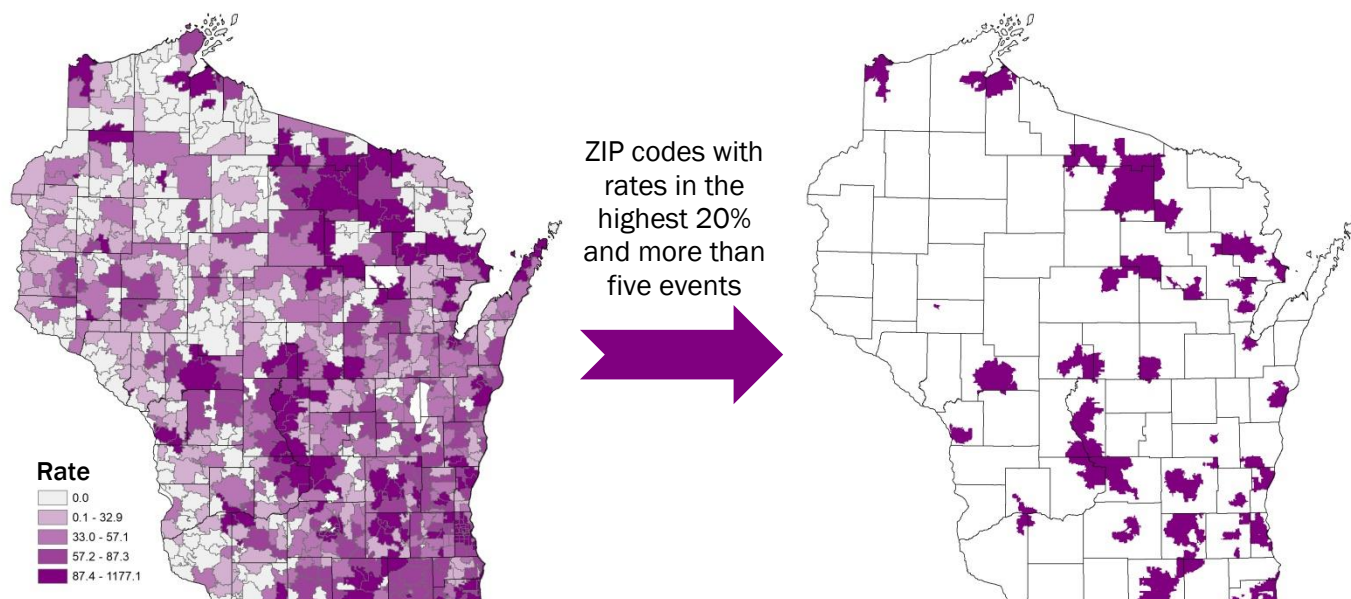 ZIP codes with
rates in the
highest 20%
and more than
five events
Rate
0.0
0.1 - 32.9
33.0 - 57.1
57.2 - 87.3
87.4 - 1177.1